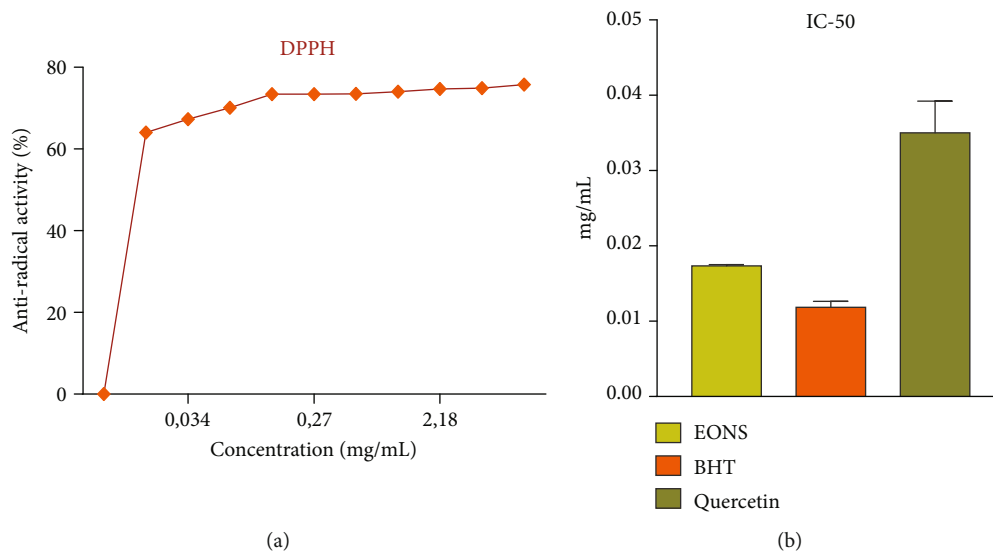 DPPH
Anti-radical activity (%)
80
60
40
20
0
0,034
0,27
2,18
Concentration (mg/mL)
(a)
IC-50
mg/mL
0.05
0.04
0.03
0.02
0.01
0.00
EONS
BHT
Quercetin
(b)